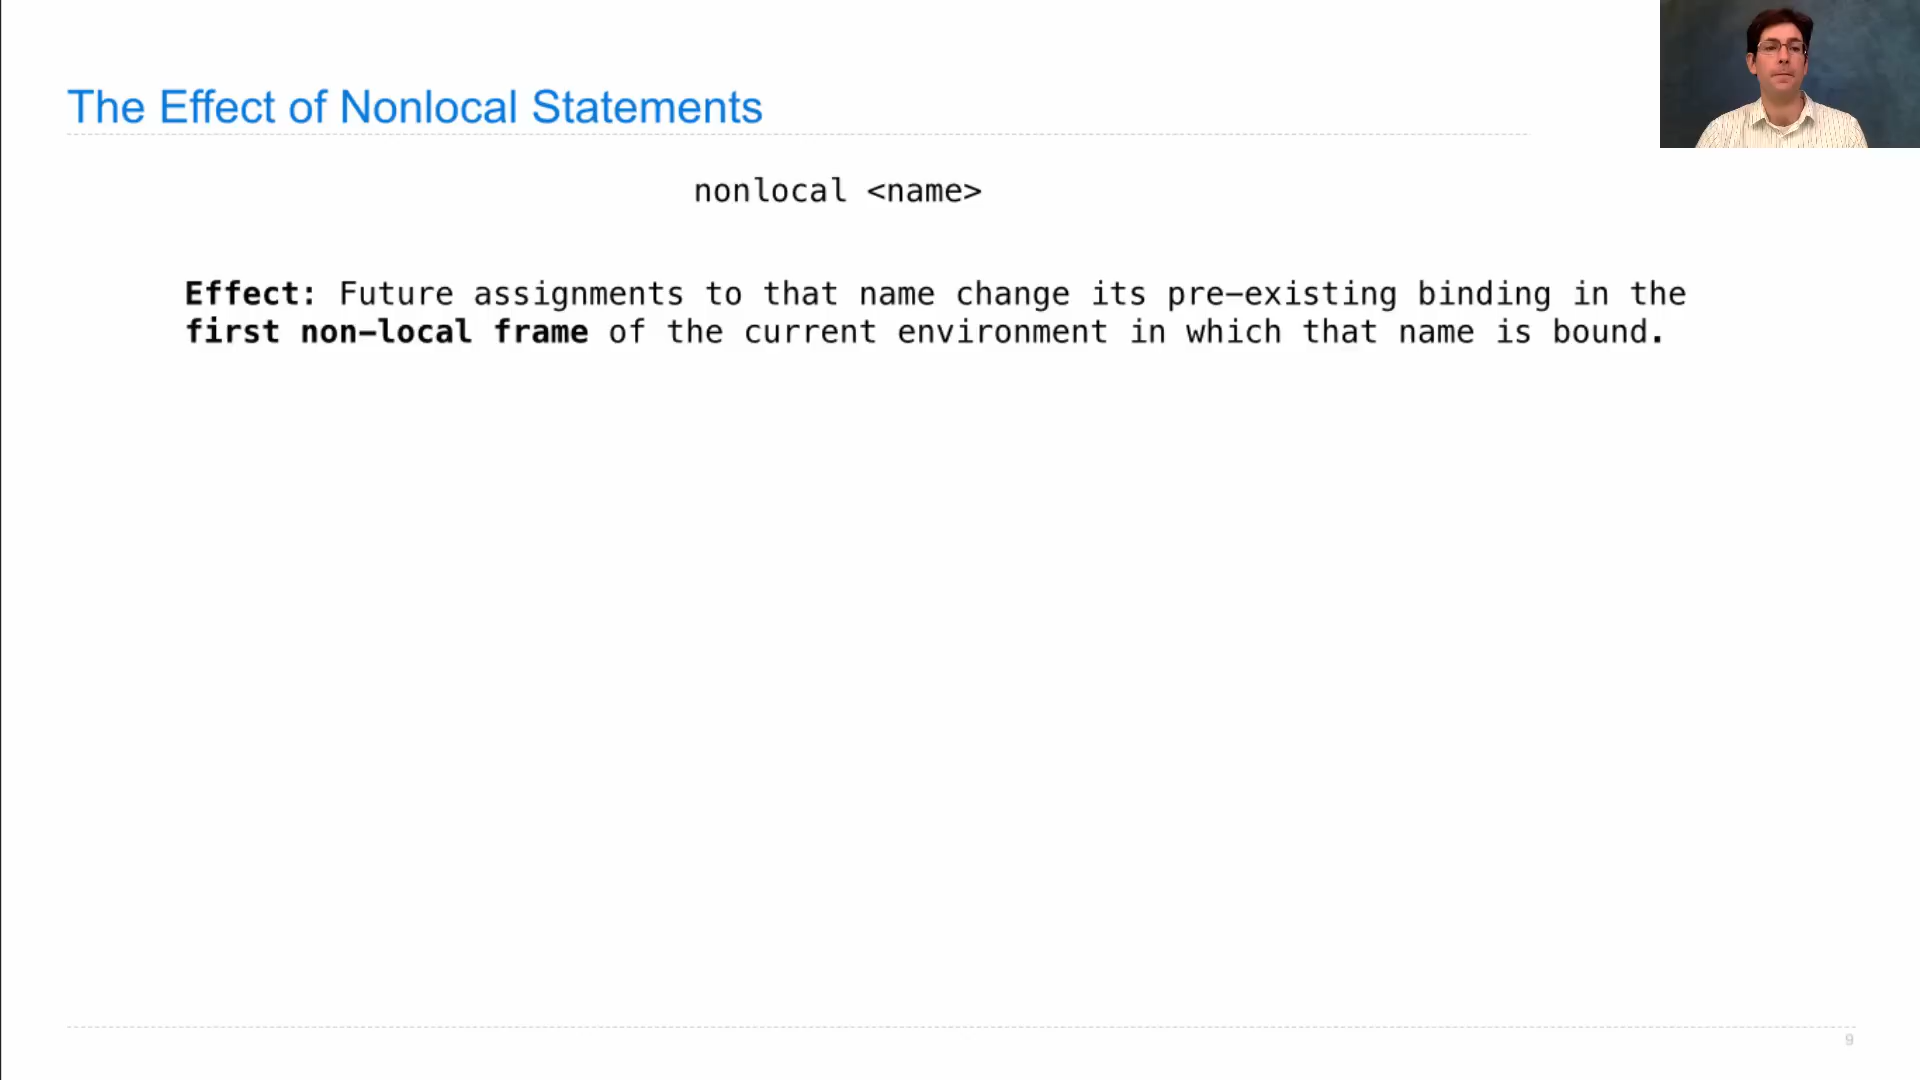 The Effect of Nonlocal Statements
nonlocal <name>
Effect: Future assignments to that name change its pre-existing binding in the
first non-local frame of the current environment in which that name is bound.
9